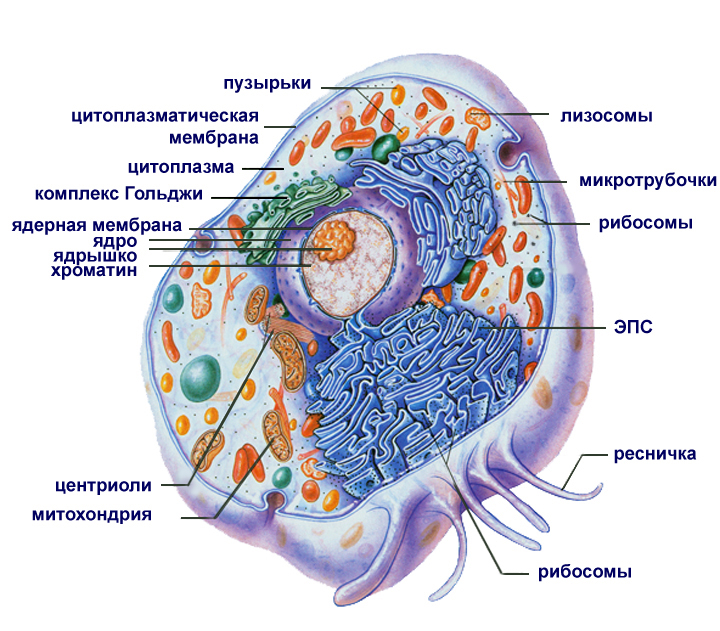 пузырьки
цитоплазматическая
мембрана
цитоплазма
комплекс Гольджи
ядерная мембрана
ядро
ядрышко
хроматин
центриоли
митохондрия
лизосомы
микротрубочки
рибосомы
ЭПС
ресничка
рибосомы